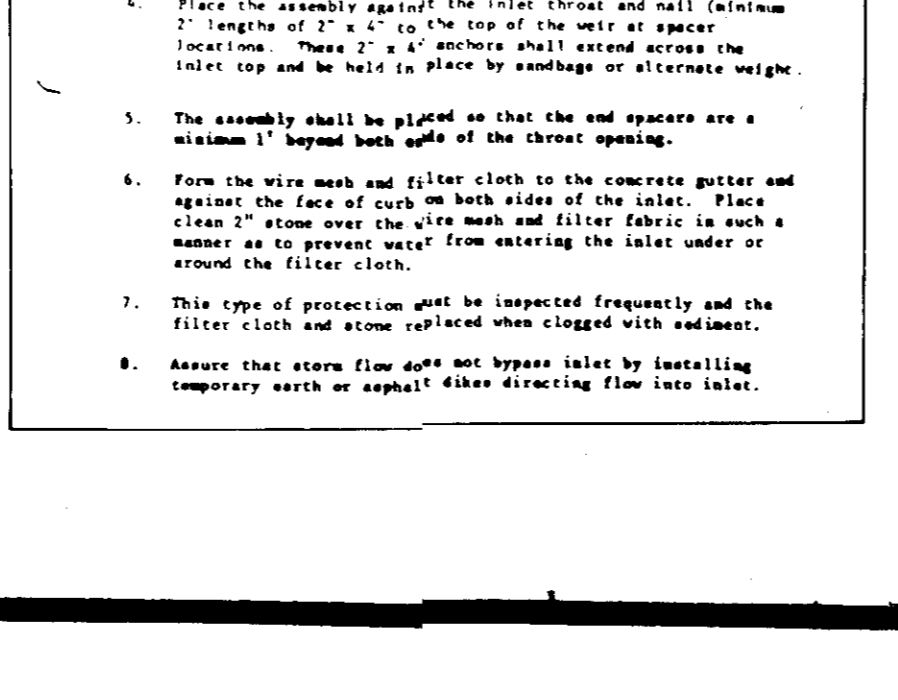 4. Place the assembly against the inlet throat and nail (minimum
2' lengths of 2" x 4" to the top of the weir at spacer
locations. These 2" x 4" anchors shall extend across the
inlet top and be held in place by sandbags or alternate weight.
5. The assembly shall be placed so that the end spacers are a
minimum 1' beyond both ends of the throat opening.
6. Form the wire mesh and filter cloth to the concrete gutter and
against the face of curb on both sides of the inlet. Place
clean 2" stone over the wire mesh and filter fabric in such a
manner as to prevent water from entering the inlet under or
around the filter cloth.
7. This type of protection must be inspected frequently and the
filter cloth and stone replaced when clogged with sediment.
8. Assure that storm flow does not bypass inlet by installing
temporary earth or asphalt dikes directing flow into inlet.